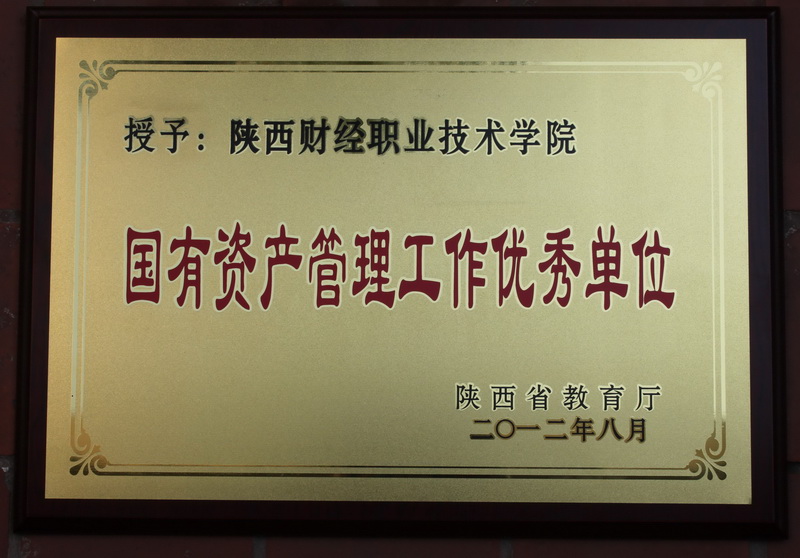 授予：陕西财经职业技术学院
国有资产管理工作优秀单位
陕西省教育厅
二〇一二年八月